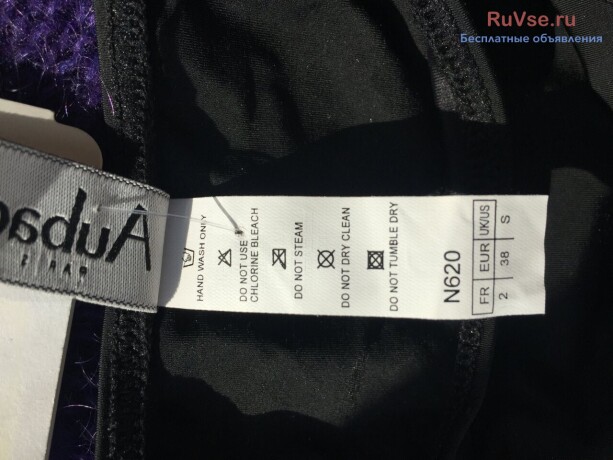 RuVse.ru
Бесплатные объявления
HAND WASH ONLY
DO NOT USE
CHLORINE BLEACH
DO NOT STEAM
DO NOT DRY CLEAN
DO NOT TUMBLE DRY
N620
FR EUR UK/US
2 38 S
Aubad
PARIS